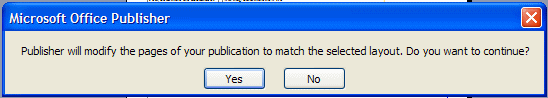 Microsoft Office Publisher
Publisher will modify the pages of your publication to match the selected layout. Do you want to continue?
Yes No